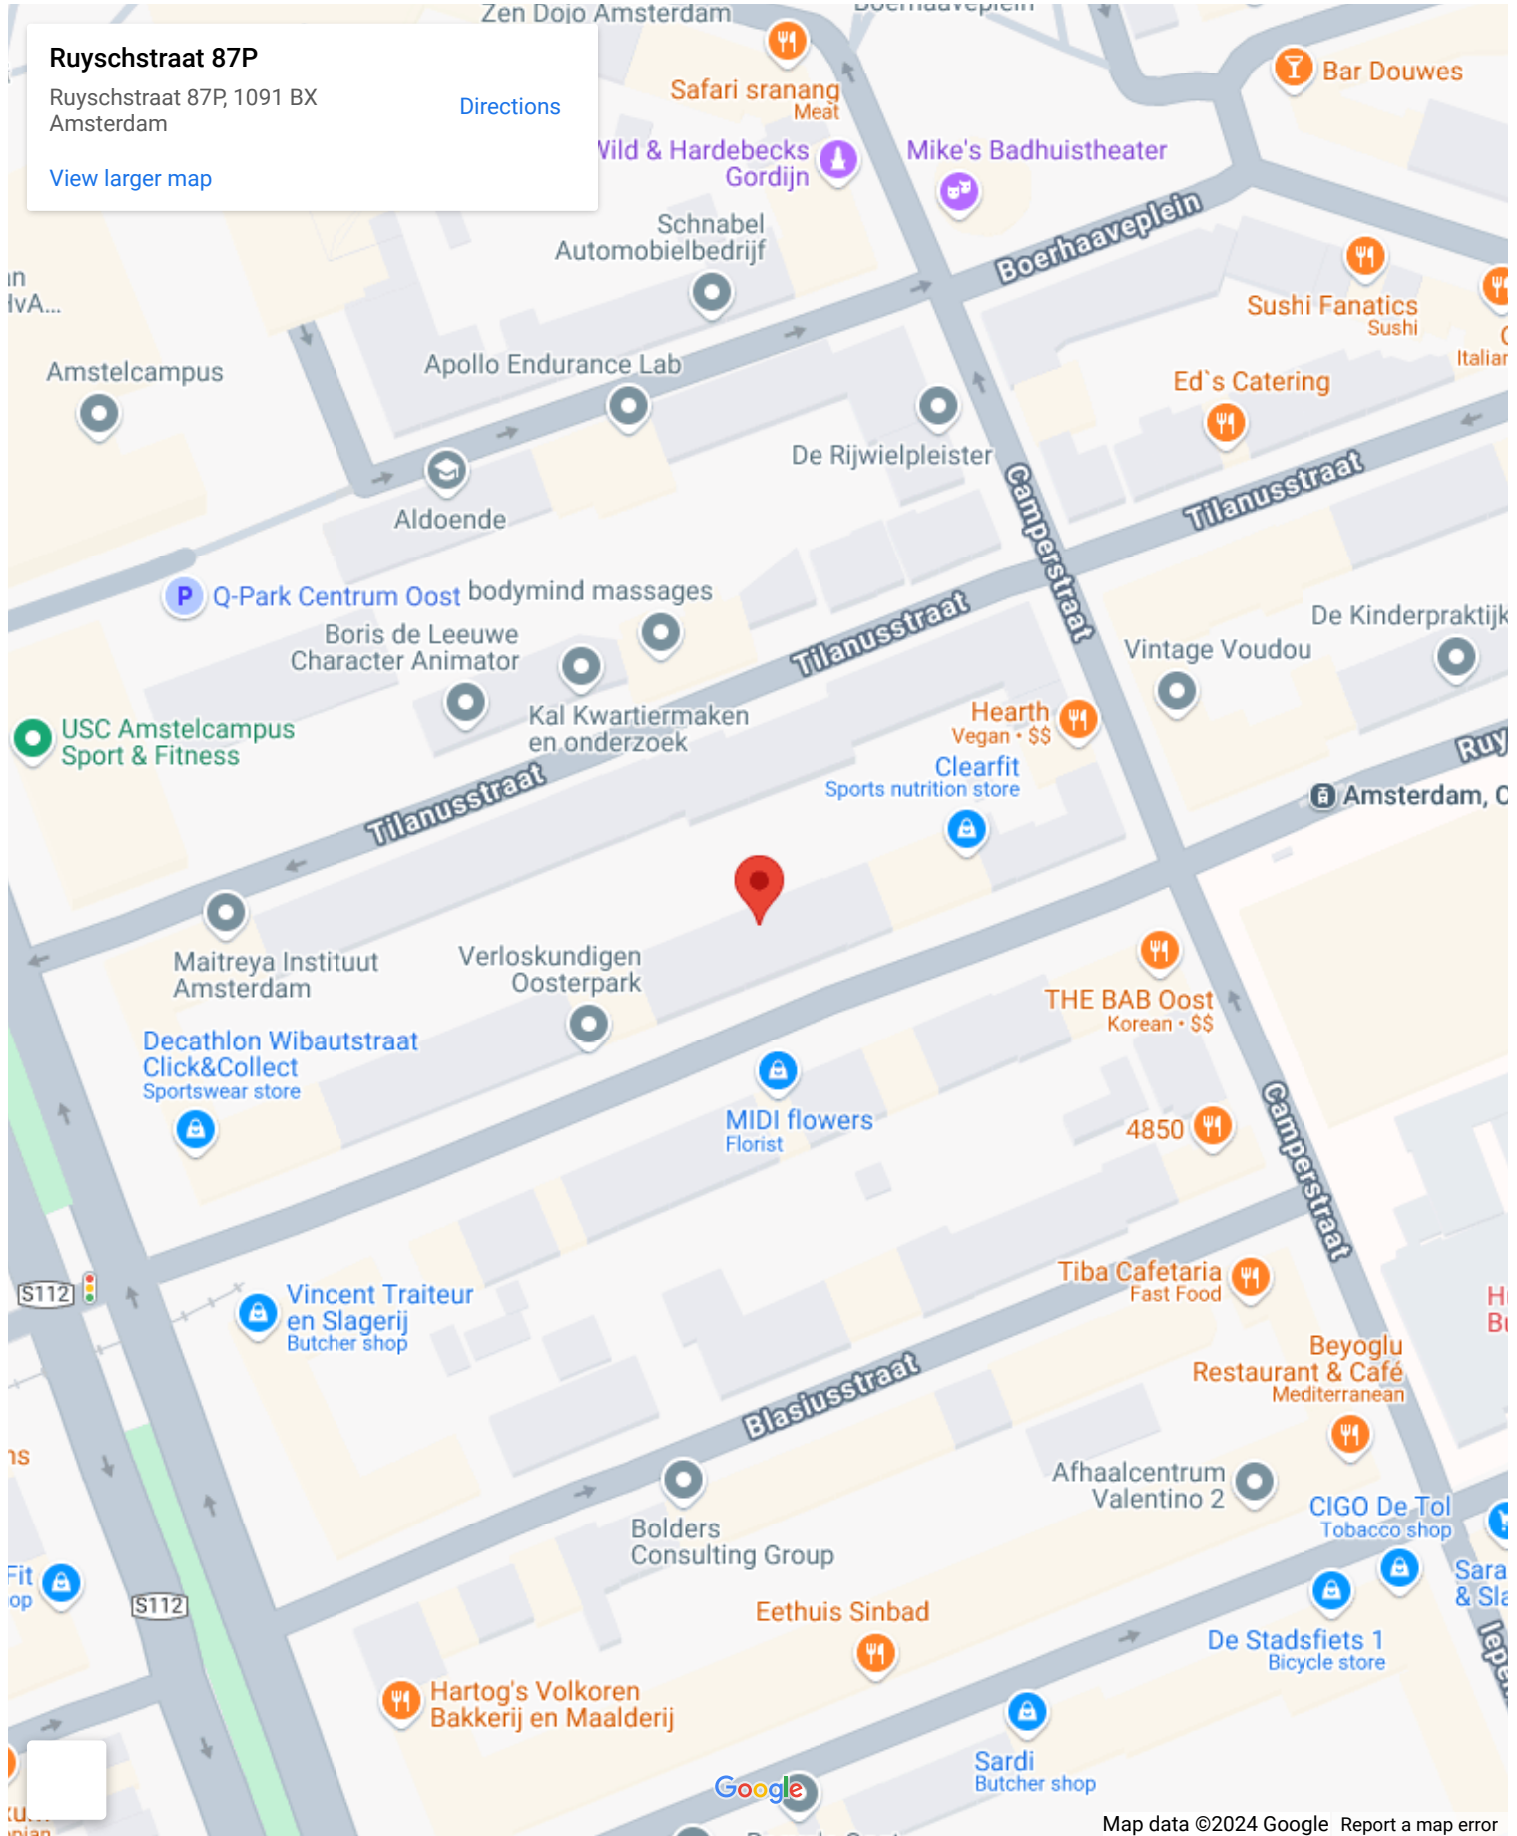 Zen Dojo Amsterdam
Ruyschstraat 87P
Ruyschstraat 87P, 1091 BX
Amsterdam
Directions
View larger map
Safari sranang
Meat
Bar Douwes
Wild & Hardebecks
Gordijn
Mike's Badhuistheater
Schnabel
Automobielbedrijf
Boerhaaveplein
Sushi Fanatics
Sushi
Italian
Amstelcampus
Apollo Endurance Lab
Ed`s Catering
De Rijwielpleister
Camperstraat
Tilanusstraat
Aldoende
P
Q-Park Centrum Oost
bodymind massages
Boris de Leeuwe
Character Animator
Tilanusstraat
De Kinderpraktijk
Vintage Voudou
Kal Kwartiermaken
en onderzoek
Hearth
Vegan • $$
USC Amstelcampus
Sport & Fitness
Clearfit
Sports nutrition store
Tilanusstraat
Ruy
Amsterdam, C
Maitreya Instituut
Amsterdam
Verloskundigen
Oosterpark
THE BAB Oost
Korean • $$
Decathlon Wibautstraat
Click&Collect
Sportswear store
MIDI flowers
Florist
4850
Camperstraat
Tiba Cafetaria
Fast Food
S112
Vincent Traiteur
en Slagerij
Butcher shop
Beyoglu
Restaurant & Café
Mediterranean
Blasiusstraat
Afhaalcentrum
Valentino 2
CIGO De Tol
Tobacco shop
Bolders
Consulting Group
Fit
S112
Sara
& Sla
Eethuis Sinbad
De Stadsfiets 1
Bicycle store
Ieper
Hartog's Volkoren
Bakkerij en Maalderij
Sardi
Butcher shop
Google
Map data ©2024 Google
Report a map error